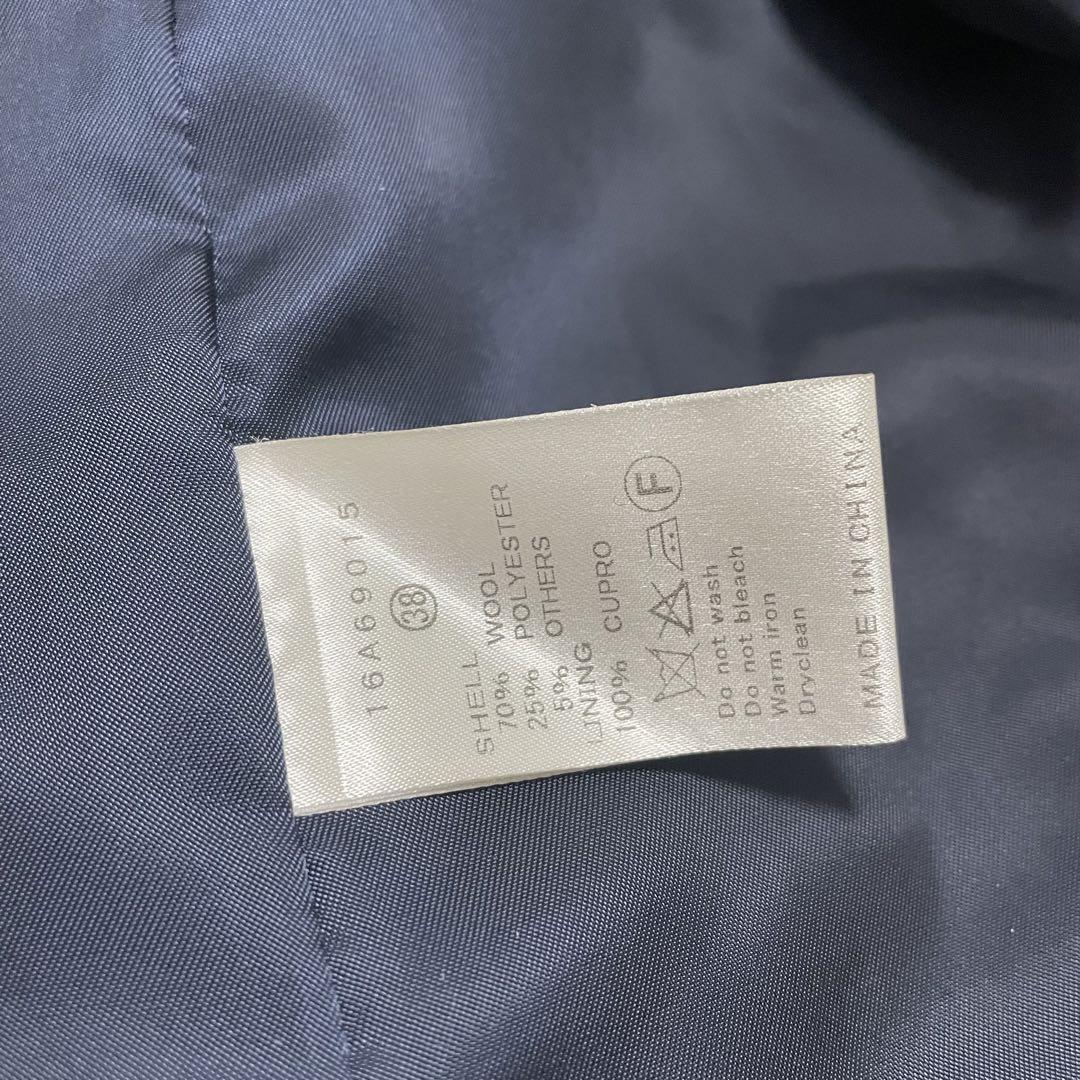 16A69015
38
SHELL
70% WOOL
25% POLYESTER
5% OTHERS
LINING
100% CUPRO
F
Do not wash
Do not bleach
Warm iron
Dryclean
MADE IN CHINA